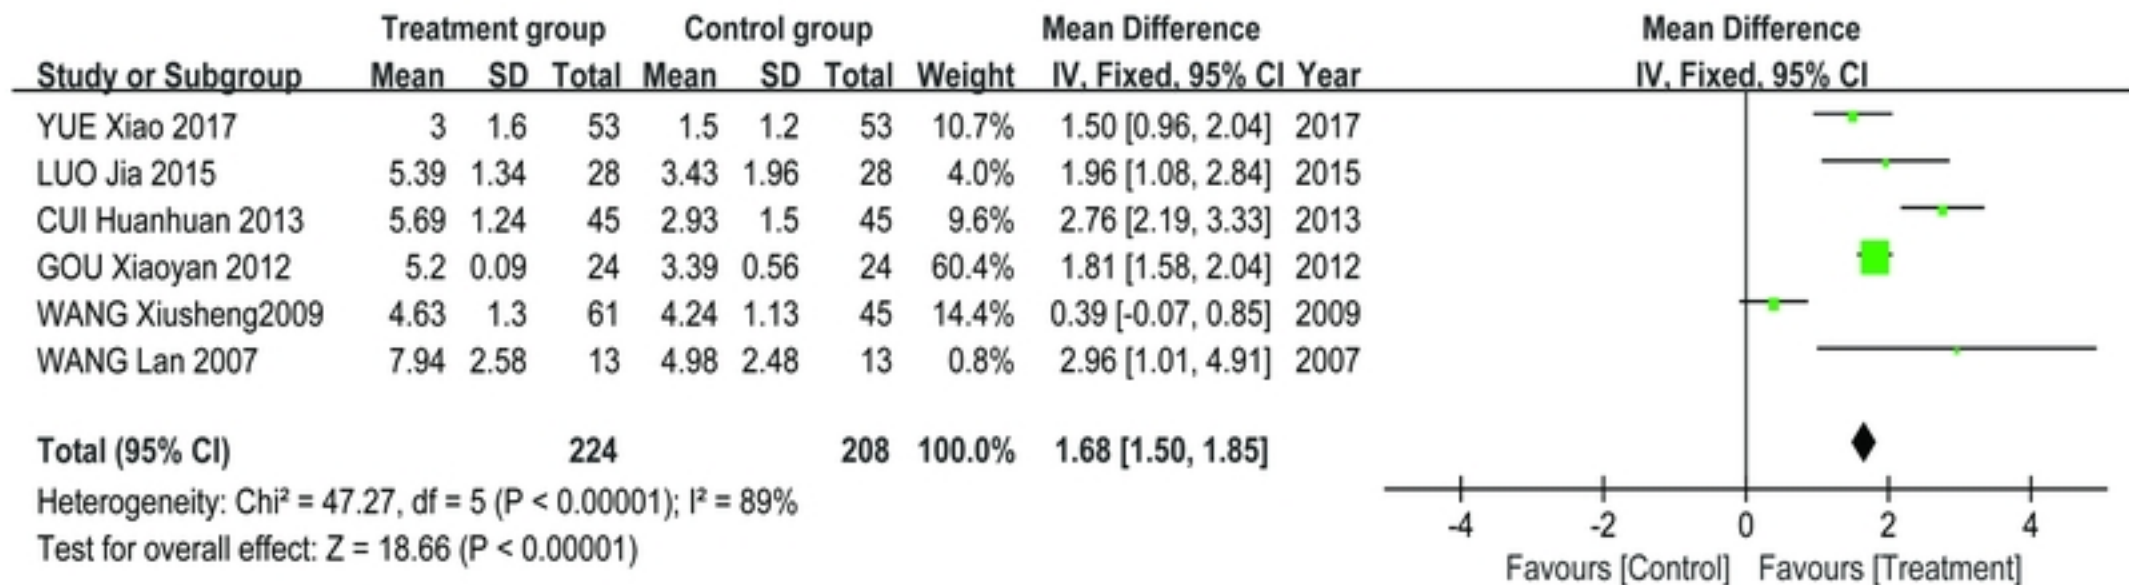 Treatment group Control group Mean Difference Mean Difference
Study or Subgroup Mean SD Total Mean SD Total Weight IV, Fixed, 95% CI Year IV, Fixed, 95% CI
YUE Xiao 2017 3 1.6 53 1.5 1.2 53 10.7% 1.50 [0.96, 2.04] 2017
LUO Jia 2015 5.39 1.34 28 3.43 1.96 28 4.0% 1.96 [1.08, 2.84] 2015
CUI Huanhuan 2013 5.69 1.24 45 2.93 1.5 45 9.6% 2.76 [2.19, 3.33] 2013
GOU Xiaoyan 2012 5.2 0.09 24 3.39 0.56 24 60.4% 1.81 [1.58, 2.04] 2012
WANG Xiusheng2009 4.63 1.3 61 4.24 1.13 45 14.4% 0.39 [-0.07, 0.85] 2009
WANG Lan 2007 7.94 2.58 13 4.98 2.48 13 0.8% 2.96 [1.01, 4.91] 2007
Total (95% CI) 224 208 100.0% 1.68 [1.50, 1.85]
Heterogeneity: Chi² = 47.27, df = 5 (P < 0.00001); I² = 89%
Test for overall effect: Z = 18.66 (P < 0.00001)
-4 -2 0 2 4
Favours [Control] Favours [Treatment]